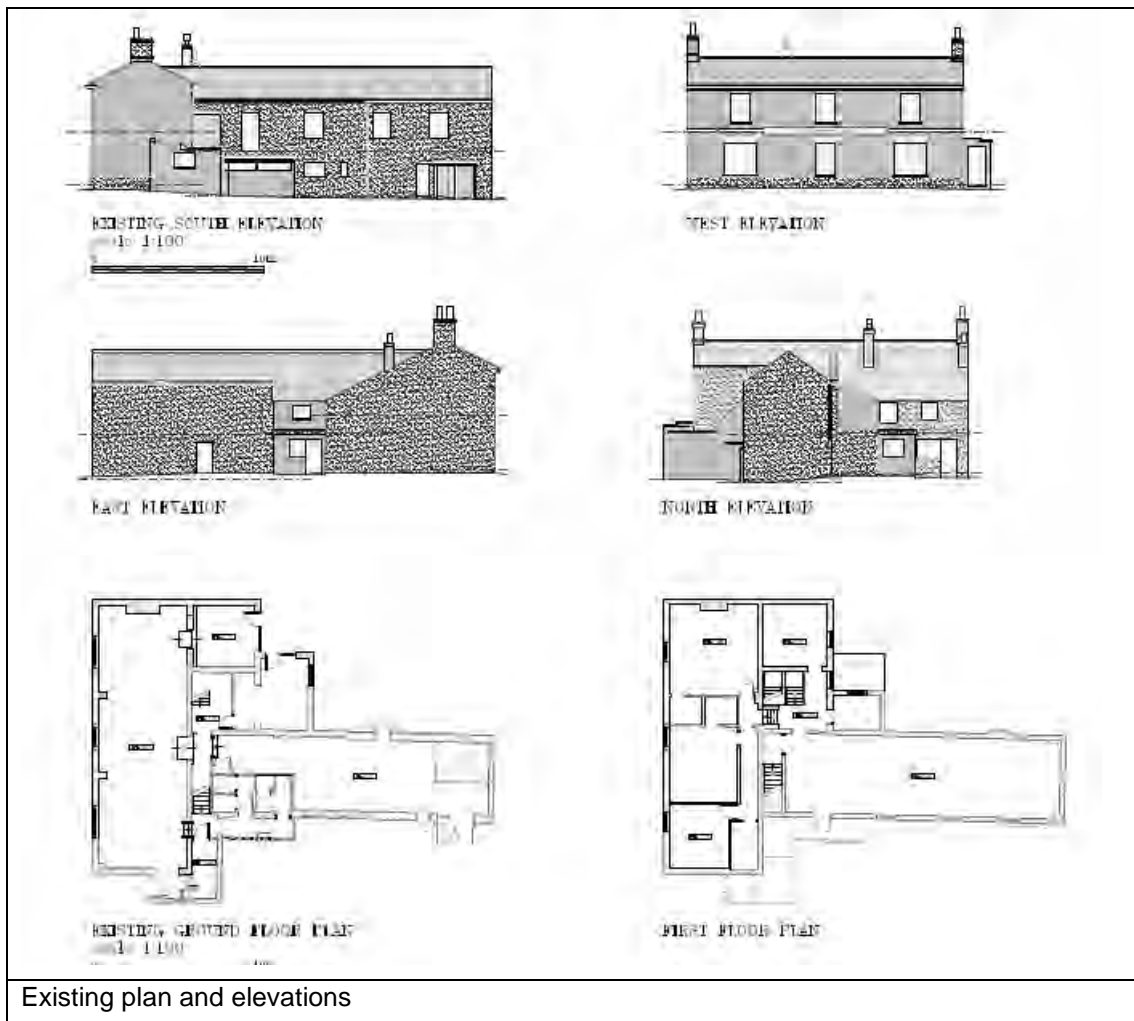 EXISTING SOUTH ELEVATION
scale 1:100
10m
WEST ELEVATION
EAST ELEVATION
NORTH ELEVATION
EXISTING GROUND FLOOR PLAN
scale 1:100
FIRST FLOOR PLAN
Existing plan and elevations